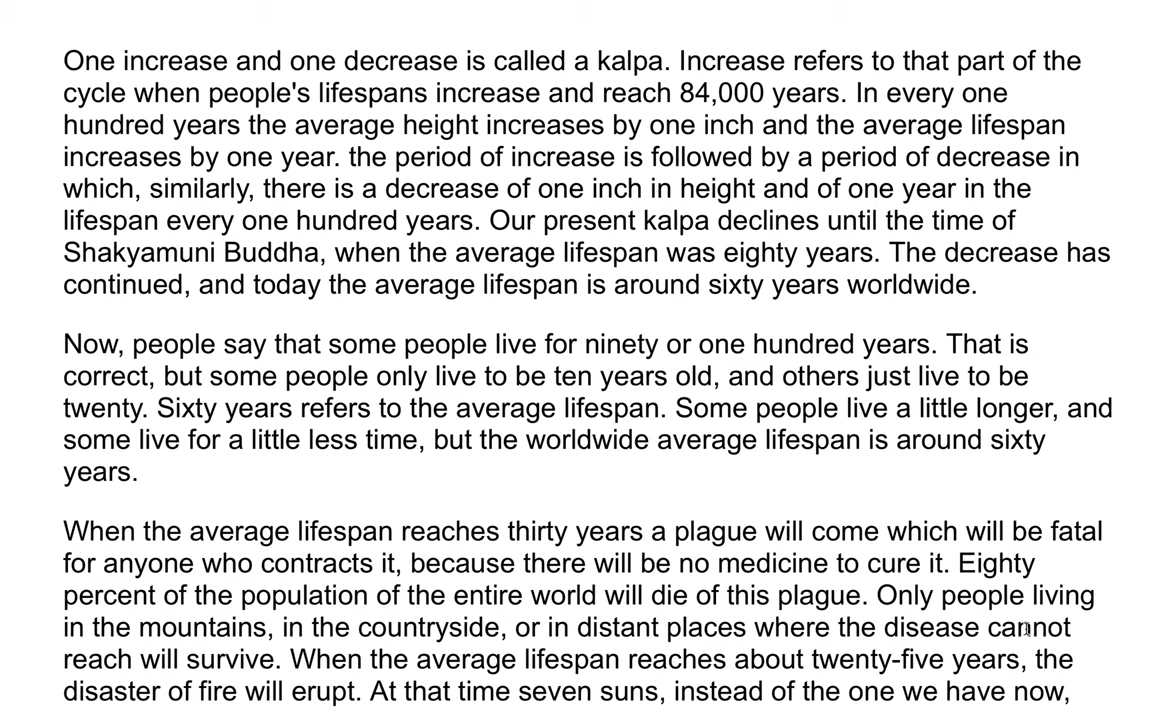 One increase and one decrease is called a kalpa. Increase refers to that part of the
cycle when people's lifespans increase and reach 84,000 years. In every one
hundred years the average height increases by one inch and the average lifespan
increases by one year. the period of increase is followed by a period of decrease in
which, similarly, there is a decrease of one inch in height and of one year in the
lifespan every one hundred years. Our present kalpa declines until the time of
Shakyamuni Buddha, when the average lifespan was eighty years. The decrease has
continued, and today the average lifespan is around sixty years worldwide.
Now, people say that some people live for ninety or one hundred years. That is
correct, but some people only live to be ten years old, and others just live to be
twenty. Sixty years refers to the average lifespan. Some people live a little longer, and
some live for a little less time, but the worldwide average lifespan is around sixty
years.
When the average lifespan reaches thirty years a plague will come which will be fatal
for anyone who contracts it, because there will be no medicine to cure it. Eighty
percent of the population of the entire world will die of this plague. Only people living
in the mountains, in the countryside, or in distant places where the disease cannot
reach will survive. When the average lifespan reaches about twenty-five years, the
disaster of fire will erupt. At that time seven suns, instead of the one we have now,